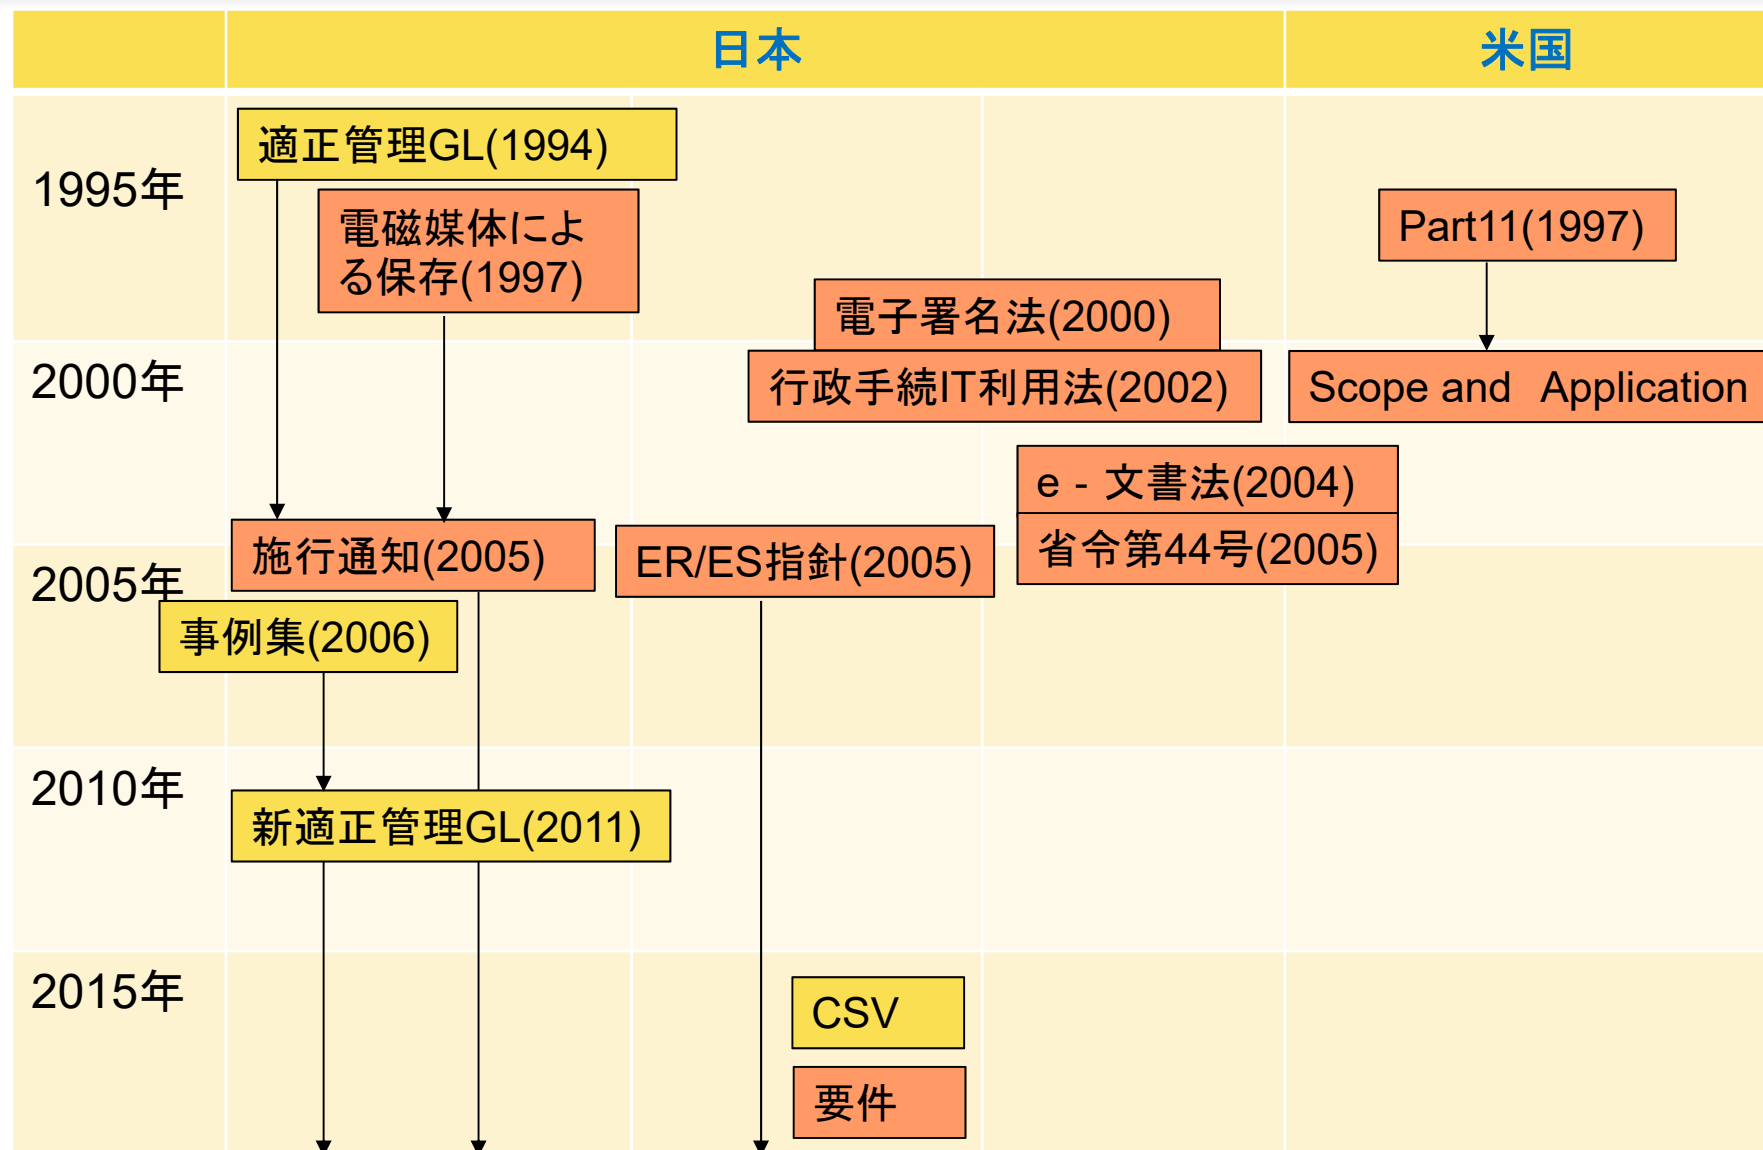 日本
米国
適正管理GL(1994)
1995年
電磁媒体によ
る保存(1997)
Part11(1997)
電子署名法(2000)
2000年
行政手続IT利用法(2002)
Scope and　Application
e - 文書法(2004)
施行通知(2005)
ER/ES指針(2005)
省令第44号(2005)
2005年
事例集(2006)
2010年
新適正管理GL(2011)
2015年
CSV
要件